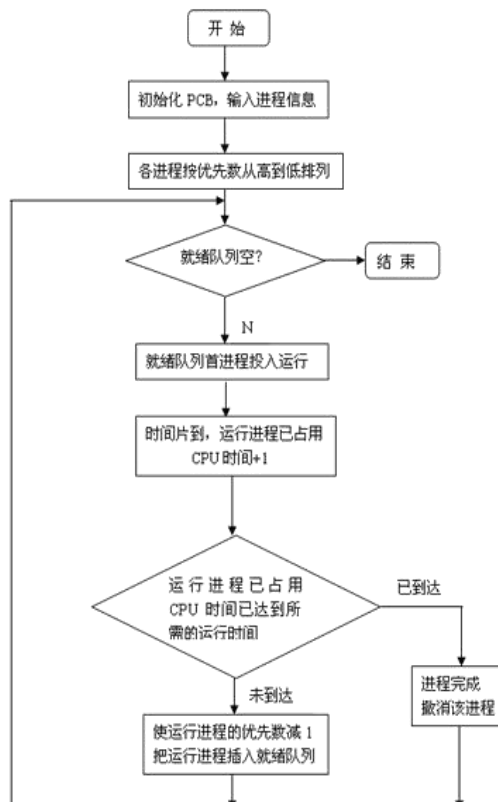 开 始
初始化 PCB，输入进程信息
各进程按优先数从高到低排列
就绪队列空?
结 束
N
就绪队列首进程投入运行
时间片到，运行进程已占用
CPU 时间+1
运 行 进 程 已 占 用
CPU 时间已达到所
需的运行时间
已到达
未到达
进程完成
撤消该进程
使运行进程的优先数减 1
把运行进程插入就绪队列